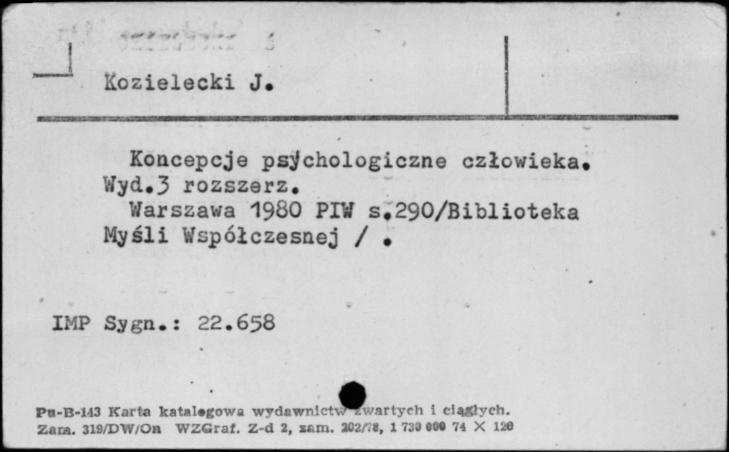 Kozielecki J.
Koncepcje psychologiczne człowieka.
Wyd.3 rozszerz.
Warszawa 1980 PIW s.290/Biblioteka
Myśli Współczesnej / .
IMP Sygn.: 22.658
Pu-B-143 Karta katalogowa wydawnictw zwartych i ciągłych.
Zam. 319/DW/On WZGraf. Z-d 2, zam. 202/78, 1 730 000 74 X 120